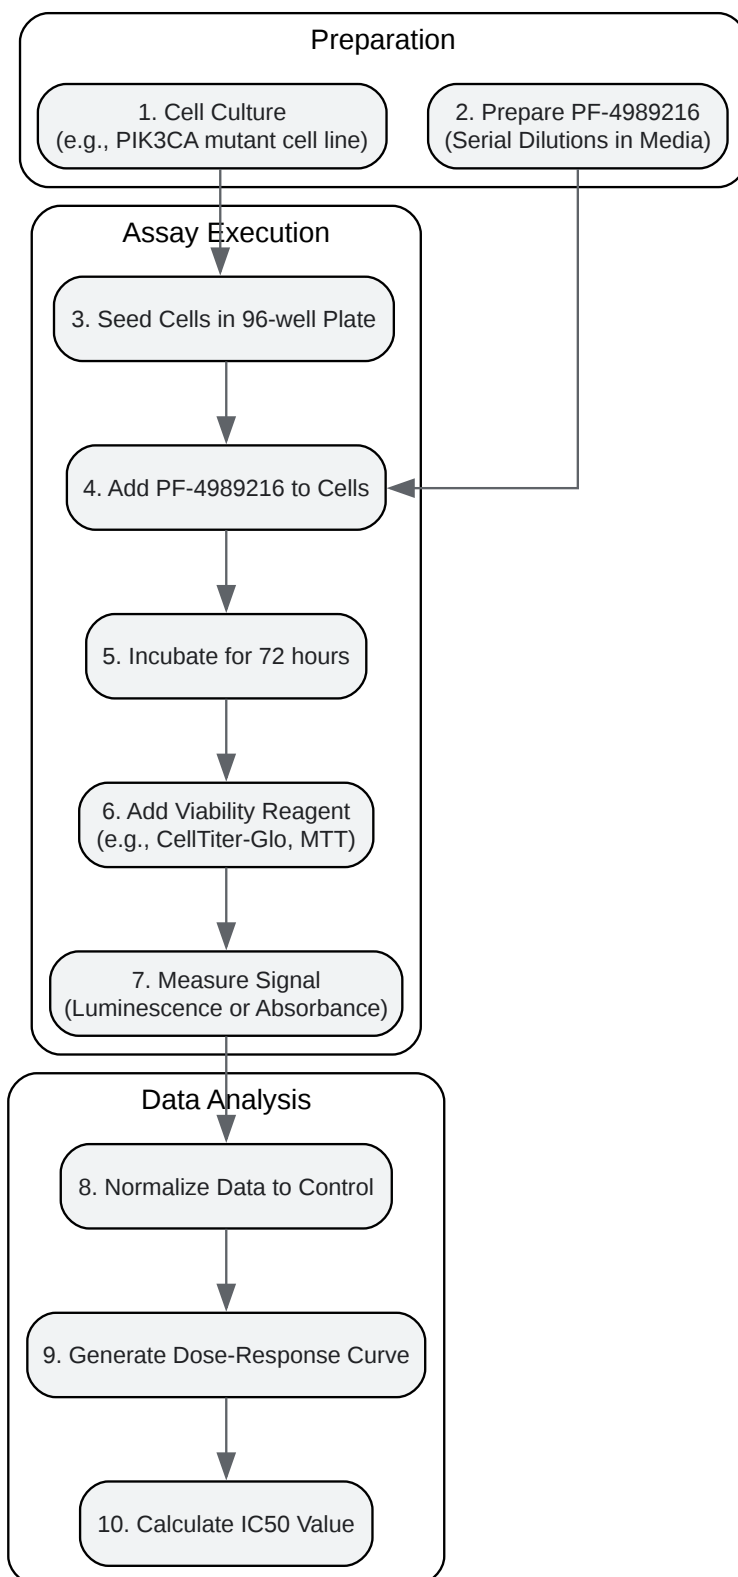 Preparation
1. Cell Culture
(e.g., PIK3CA mutant cell line)
2. Prepare PF-4989216
(Serial Dilutions in Media)
Assay Execution
3. Seed Cells in 96-well Plate
4. Add PF-4989216 to Cells
5. Incubate for 72 hours
6. Add Viability Reagent
(e.g., CellTiter-Glo, MTT)
7. Measure Signal
(Luminescence or Absorbance)
Data Analysis
8. Normalize Data to Control
9. Generate Dose-Response Curve
10. Calculate IC50 Value